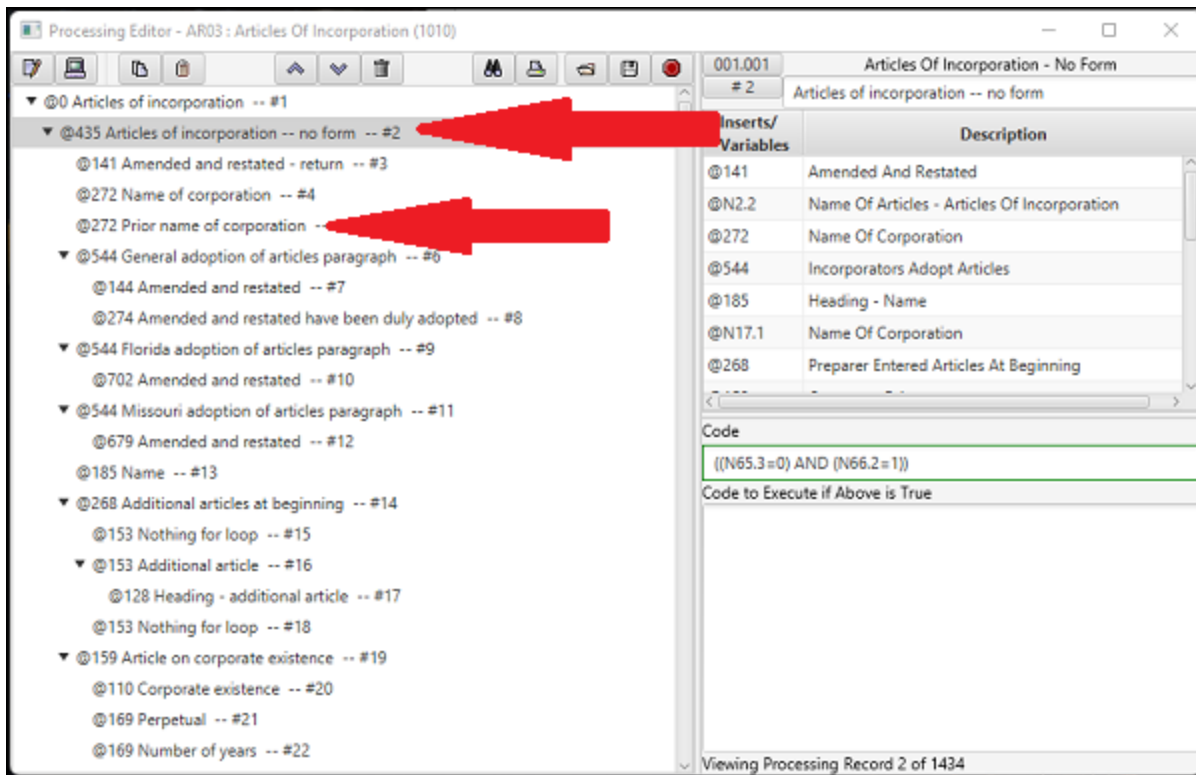 Processing Editor - AR03 : Articles Of Incorporation (1010)
@0 Articles of incorporation -- #1
@435 Articles of incorporation -- no form -- #2
@141 Amended and restated - return -- #3
@272 Name of corporation -- #4
@272 Prior name of corporation --
@544 General adoption of articles paragraph -- #6
@144 Amended and restated -- #7
@274 Amended and restated have been duly adopted -- #8
@544 Florida adoption of articles paragraph -- #9
@702 Amended and restated -- #10
@544 Missouri adoption of articles paragraph -- #11
@679 Amended and restated -- #12
@185 Name -- #13
@268 Additional articles at beginning -- #14
@153 Nothing for loop -- #15
@153 Additional article -- #16
@128 Heading - additional article -- #17
@153 Nothing for loop -- #18
@159 Article on corporate existence -- #19
@110 Corporate existence -- #20
@169 Perpetual -- #21
@169 Number of years -- #22
001.001 Articles Of Incorporation - No Form
# 2 Articles of incorporation -- no form
Inserts/
Variables
Description
@141 Amended And Restated
@N2.2 Name Of Articles - Articles Of Incorporation
@272 Name Of Corporation
@544 Incorporators Adopt Articles
@185 Heading - Name
@N17.1 Name Of Corporation
@268 Preparer Entered Articles At Beginning
Code
((N65.3=0) AND (N66.2=1))
Code to Execute if Above is True
Viewing Processing Record 2 of 1434